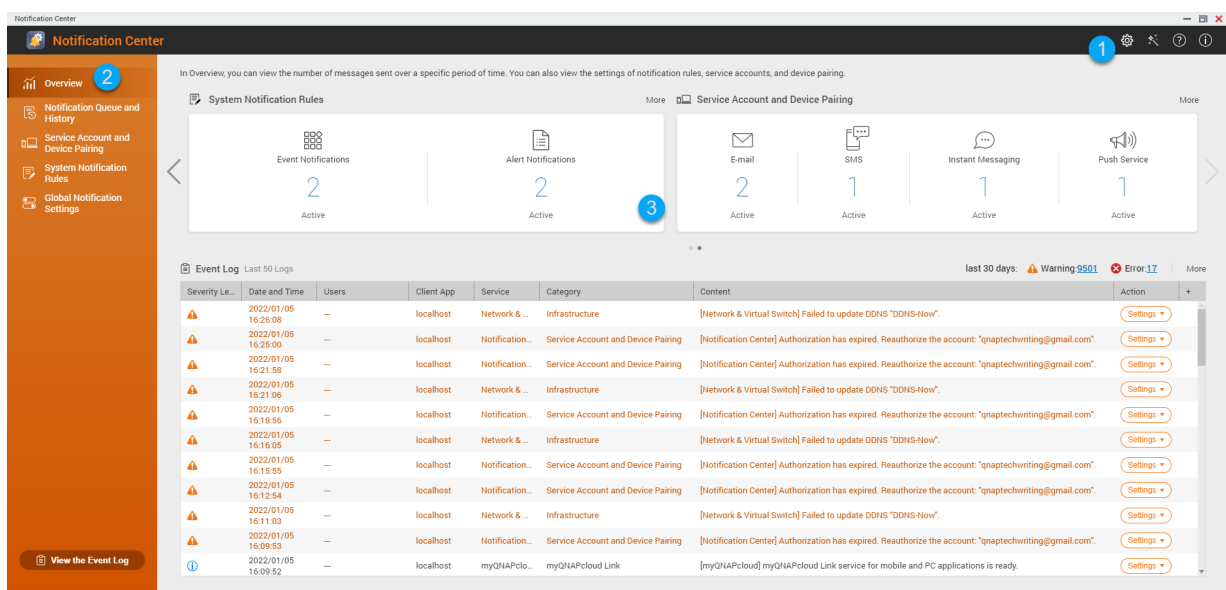 Notification Center
Notification Center
1
Overview
2
Notification Queue and
History
Service Account and
Device Pairing
System Notification
Rules
Global Notification
Settings
View the Event Log
In Overview, you can view the number of messages sent over a specific period of time. You can also view the settings of notification rules, service accounts, and device pairing.
System Notification Rules More
Event Notifications Alert Notifications
2 2
Active Active
3
Service Account and Device Pairing More
E-mail SMS Instant Messaging Push Service
2 1 1 1
Active Active Active Active
Event Log Last 50 Logs last 30 days: Warning:9501 Error:17 More
Severity Le... Date and Time Users Client App Service Category Content Action +
2022/01/05
16:26:08 --- localhost Network & ... Infrastructure [Network & Virtual Switch] Failed to update DDNS "DDNS-Now". Settings
2022/01/05
16:25:00 --- localhost Notification... Service Account and Device Pairing [Notification Center] Authorization has expired. Reauthorize the account: "qnaptechwriting@gmail.com". Settings
2022/01/05
16:21:58 --- localhost Notification... Service Account and Device Pairing [Notification Center] Authorization has expired. Reauthorize the account: "qnaptechwriting@gmail.com". Settings
2022/01/05
16:21:06 --- localhost Network & ... Infrastructure [Network & Virtual Switch] Failed to update DDNS "DDNS-Now". Settings
2022/01/05
16:18:56 --- localhost Notification... Service Account and Device Pairing [Notification Center] Authorization has expired. Reauthorize the account: "qnaptechwriting@gmail.com". Settings
2022/01/05
16:16:05 --- localhost Network & ... Infrastructure [Network & Virtual Switch] Failed to update DDNS "DDNS-Now". Settings
2022/01/05
16:15:55 --- localhost Notification... Service Account and Device Pairing [Notification Center] Authorization has expired. Reauthorize the account: "qnaptechwriting@gmail.com". Settings
2022/01/05
16:12:54 --- localhost Notification... Service Account and Device Pairing [Notification Center] Authorization has expired. Reauthorize the account: "qnaptechwriting@gmail.com". Settings
2022/01/05
16:11:03 --- localhost Network & ... Infrastructure [Network & Virtual Switch] Failed to update DDNS "DDNS-Now". Settings
2022/01/05
16:09:53 --- localhost Notification... Service Account and Device Pairing [Notification Center] Authorization has expired. Reauthorize the account: "qnaptechwriting@gmail.com". Settings
2022/01/05
16:09:52 --- localhost myQNAPclo... myQNAPcloud Link [myQNAPcloud] myQNAPcloud Link service for mobile and PC applications is ready. Settings